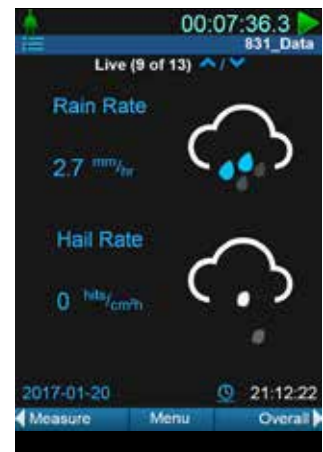 00:07:36.3
831_Data
Live (9 of 13) /
Rain Rate
2.7 mm/hr
Hail Rate
0 hits/cm²h
2017-01-20 21:12:22
Measure Menu Overall